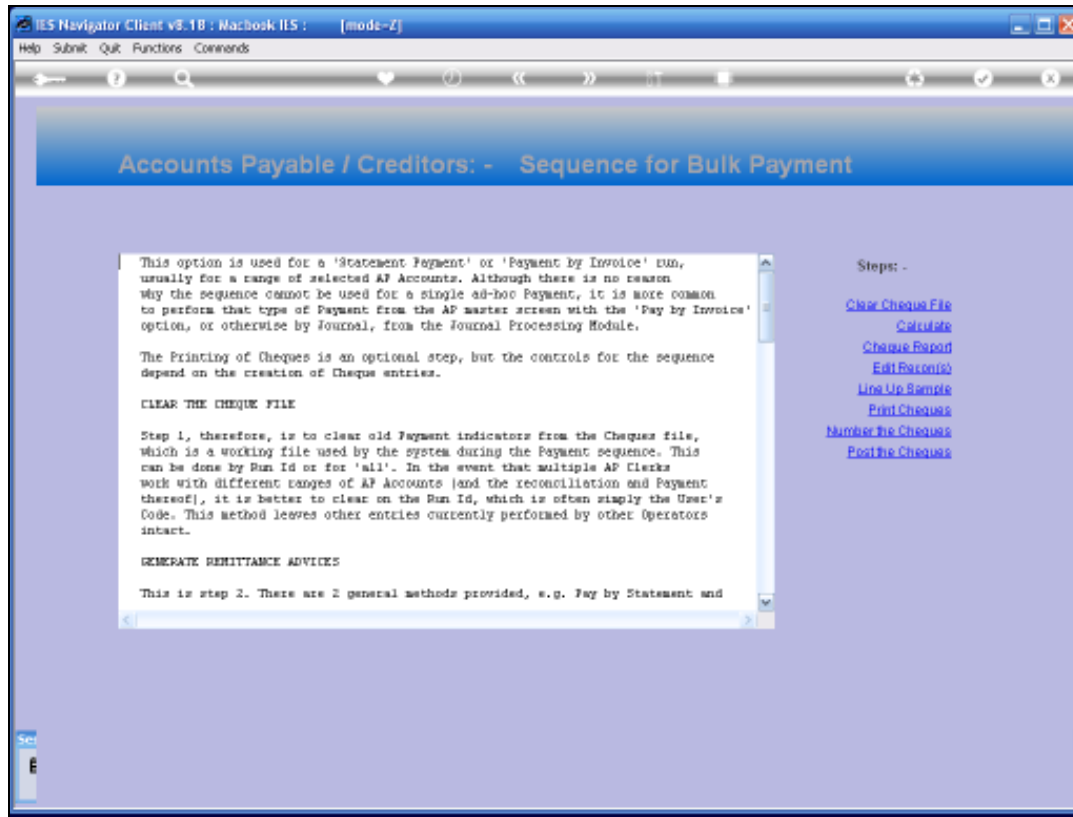 IES Navigator Client v8.18 : Macbook IES :      [mode-Z]
Help  Submit  Quit  Functions  Commands
Accounts Payable / Creditors: -    Sequence for Bulk Payment
This option is used for a 'Statement Payment' or 'Payment by Invoice' run,
usually for a range of selected AP Accounts. Although there is no reason
why the sequence cannot be used for a single ad-hoc Payment, it is more common
to perform that type of Payment from the AP master screen with the 'Pay by Invoice'
option, or otherwise by Journal, from the Journal Processing Module.
The Printing of Cheques is an optional step, but the controls for the sequence
depend on the creation of Cheque entries.
CLEAR THE CHEQUE FILE
Step 1, therefore, is to clear old Payment indicators from the Cheques file,
which is a working file used by the system during the Payment sequence. This
can be done by Run Id or for 'all'. In the event that multiple AP Clerks
work with different ranges of AP Accounts (and the reconciliation and Payment
thereof), it is better to clear on the Run Id, which is often simply the User's
Code. This method leaves other entries currently performed by other Operators
intact.
GENERATE REMITTANCE ADVICES
This is step 2. There are 2 general methods provided, e.g. Pay by Statement and
Steps: -
Clear Cheque File
Calculate
Cheque Report
Edit Recon(s)
Line Up Sample
Print Cheques
Number the Cheques
Post the Cheques